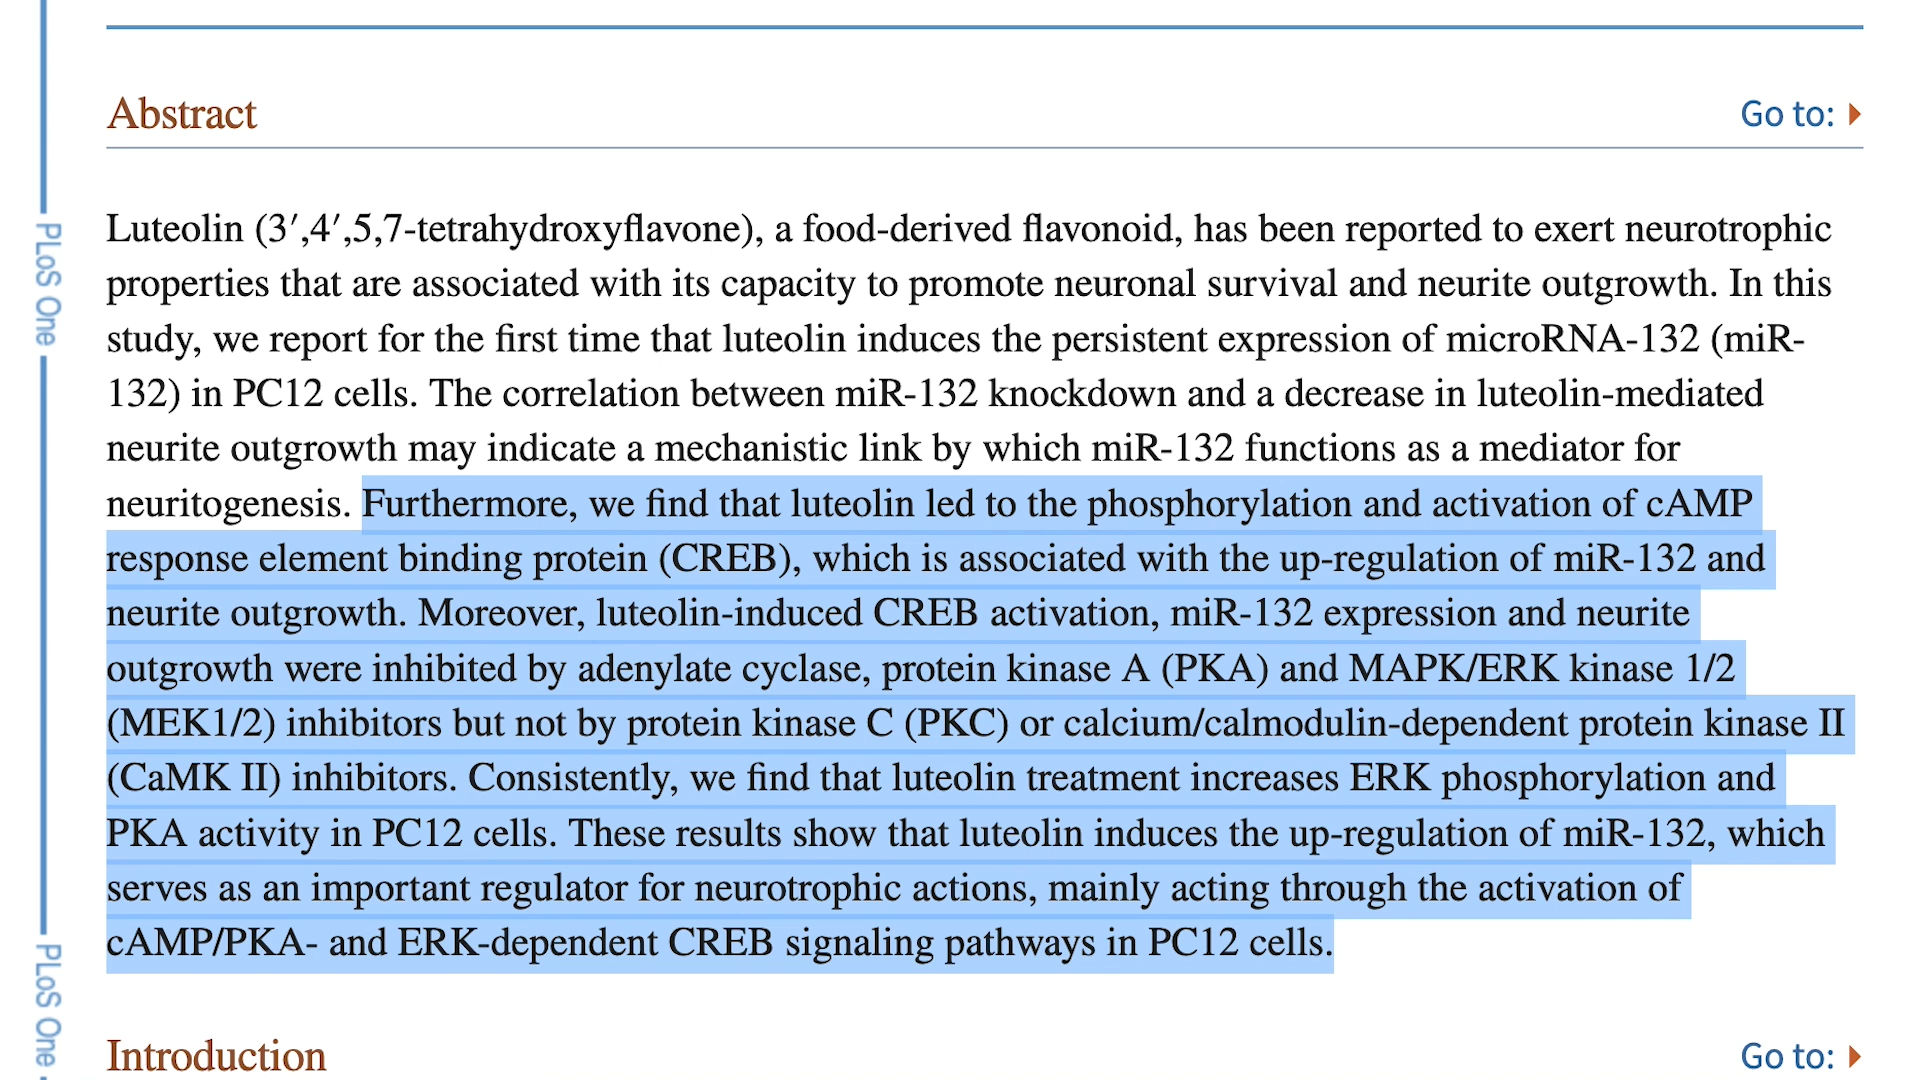 Abstract
Go to:
Luteolin (3′,4′,5,7-tetrahydroxyflavone), a food-derived flavonoid, has been reported to exert neurotrophic
properties that are associated with its capacity to promote neuronal survival and neurite outgrowth. In this
study, we report for the first time that luteolin induces the persistent expression of microRNA-132 (miR-
132) in PC12 cells. The correlation between miR-132 knockdown and a decrease in luteolin-mediated
neurite outgrowth may indicate a mechanistic link by which miR-132 functions as a mediator for
neuritogenesis. Furthermore, we find that luteolin led to the phosphorylation and activation of cAMP
response element binding protein (CREB), which is associated with the up-regulation of miR-132 and
neurite outgrowth. Moreover, luteolin-induced CREB activation, miR-132 expression and neurite
outgrowth were inhibited by adenylate cyclase, protein kinase A (PKA) and MAPK/ERK kinase 1/2
(MEK1/2) inhibitors but not by protein kinase C (PKC) or calcium/calmodulin-dependent protein kinase II
(CaMK II) inhibitors. Consistently, we find that luteolin treatment increases ERK phosphorylation and
PKA activity in PC12 cells. These results show that luteolin induces the up-regulation of miR-132, which
serves as an important regulator for neurotrophic actions, mainly acting through the activation of
cAMP/PKA- and ERK-dependent CREB signaling pathways in PC12 cells.
Introduction
Go to:
PLoS One
PLoS One